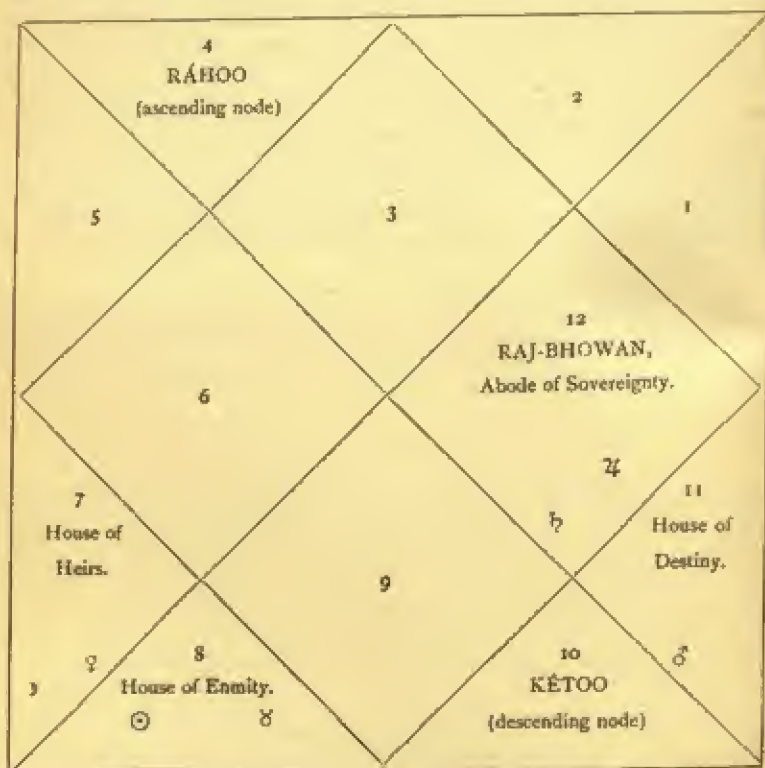 4
RÁHOO
(ascending node)
2
5
3
1
12
RAJ-BHOWAN,
Abode of Sovereignty.
6
♃
7
House of
Heirs.
♄
11
House of
Destiny.
9
♀
8
House of Enmity.
☉ ♉
10
KÉTOO
(descending node)
♂